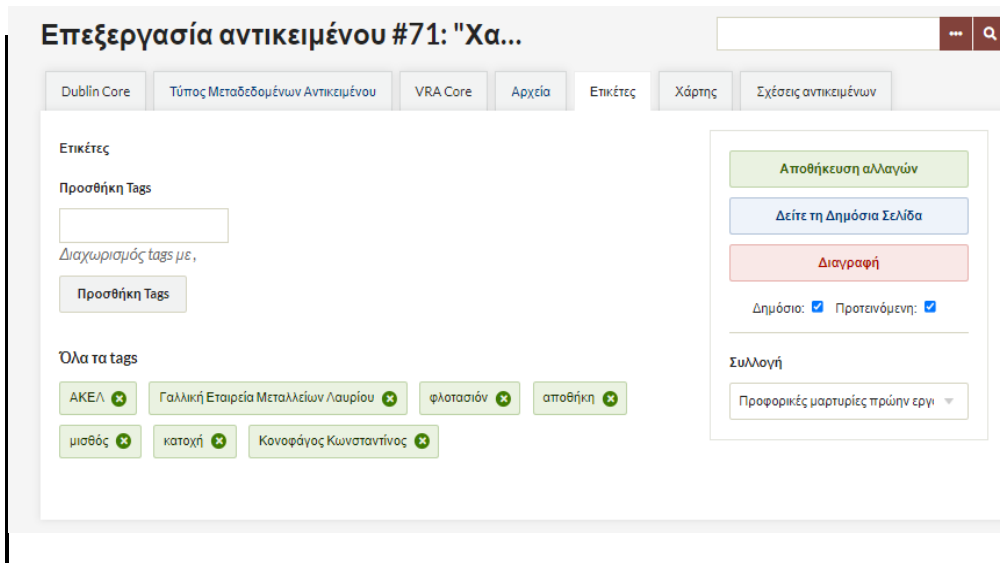 Επεξεργασία αντικειμένου #71: "Χα...
Dublin Core Τύπος Μεταδεδομένων Αντικειμένου VRA Core Αρχεία Ετικέτες Χάρτης Σχέσεις αντικειμένων
Ετικέτες
Προσθήκη Tags
Διαχωρισμός tags με ,
Προσθήκη Tags
Όλα τα tags
ΑΚΕΛ Γαλλική Εταιρεία Μεταλλείων Λαυρίου φλοτασιόν αποθήκη
μισθός κατοχή Κονοφάγος Κωνσταντίνος
Αποθήκευση αλλαγών
Δείτε τη Δημόσια Σελίδα
Διαγραφή
Δημόσιο: Προτεινόμενη:
Συλλογή
Προφορικές μαρτυρίες πρώην εργι